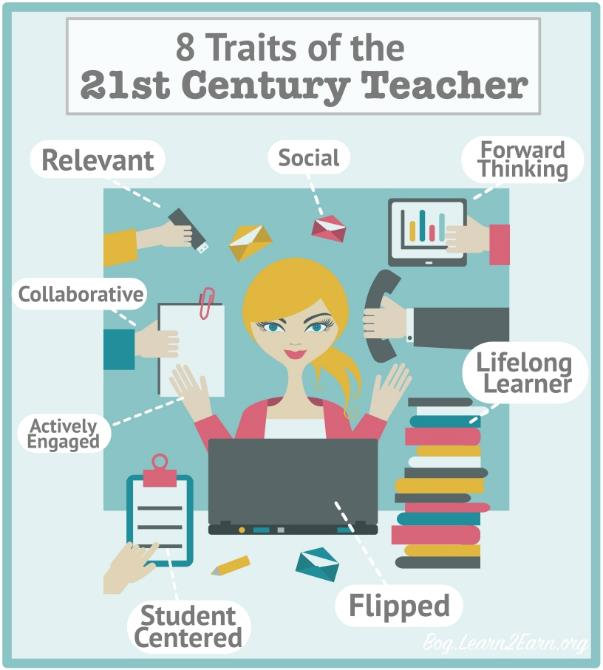 8 Traits of the
21st Century Teacher
Relevant
Social
Forward
Thinking
Collaborative
Lifelong
Learner
Actively
Engaged
Flipped
Student
Centered
Bog.Learn2Earn.org